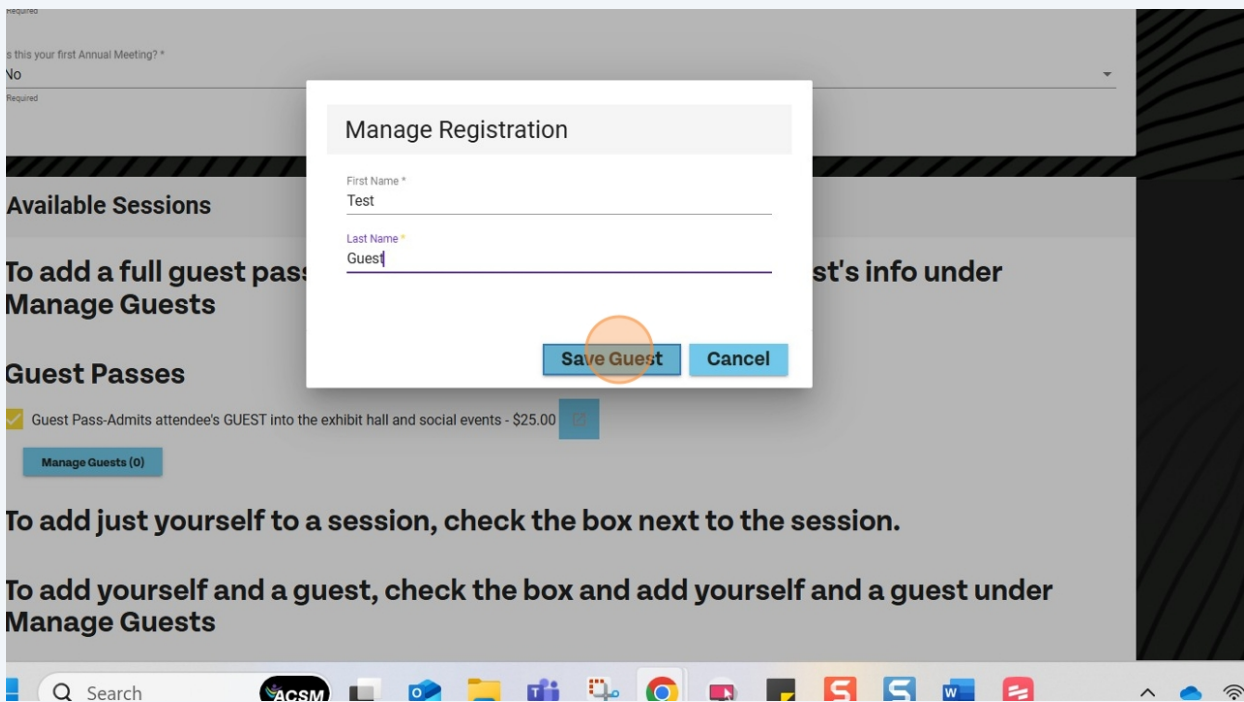 Required
s this your first Annual Meeting? *
No
Required
Manage Registration
First Name *
Test
Last Name *
Guest
Save Guest
Cancel
Available Sessions
To add a full guest pas
st's info under
Manage Guests
Guest Passes
Guest Pass-Admits attendee's GUEST into the exhibit hall and social events - $25.00
Manage Guests (0)
To add just yourself to a session, check the box next to the session.
To add yourself and a guest, check the box and add yourself and a guest under
Manage Guests
Search
ACSM